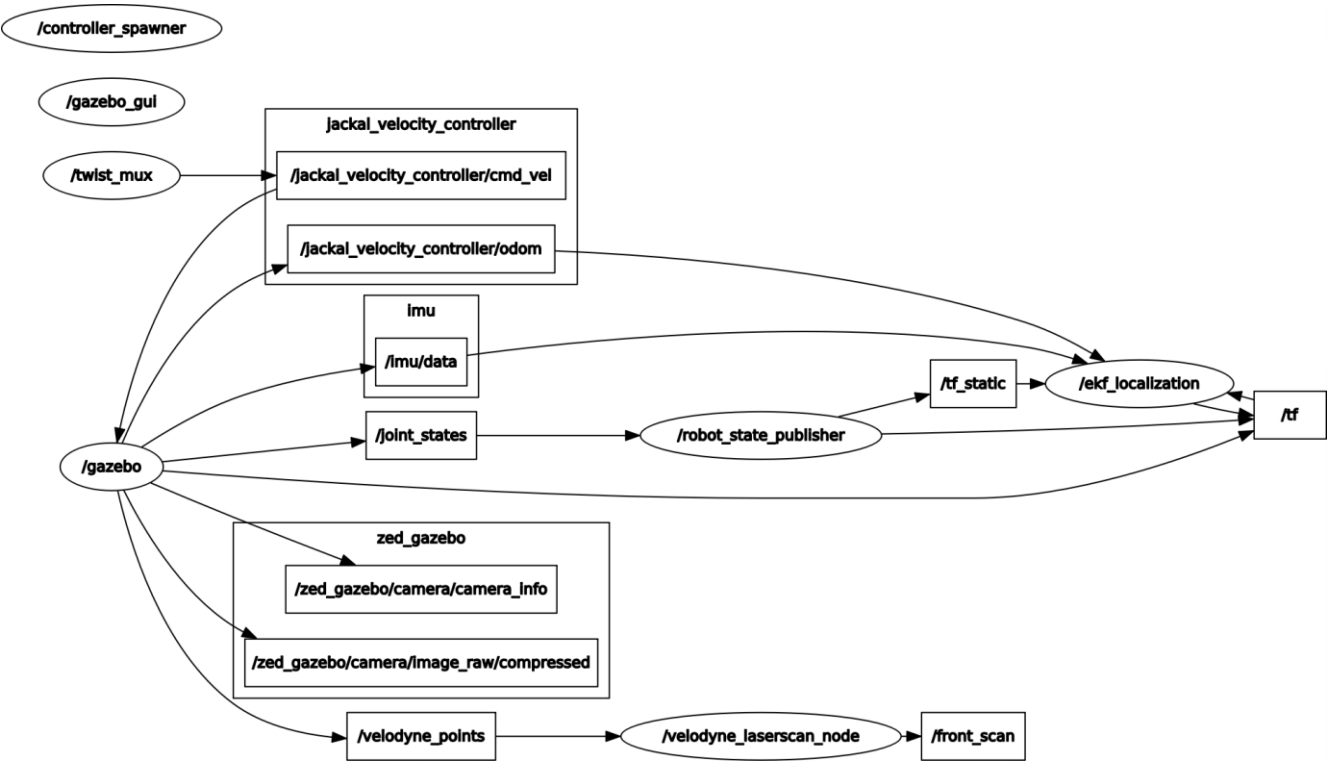 /controller_spawner
/gazebo_gui
/twist_mux
jackal_velocity_controller
/jackal_velocity_controller/cmd_vel
/jackal_velocity_controller/odom
imu
/imu/data
/tf_static
/ekf_localization
/tf
/joint_states
/robot_state_publisher
/gazebo
zed_gazebo
/zed_gazebo/camera/camera_info
/zed_gazebo/camera/image_raw/compressed
/velodyne_points
/velodyne_laserscan_node
/front_scan